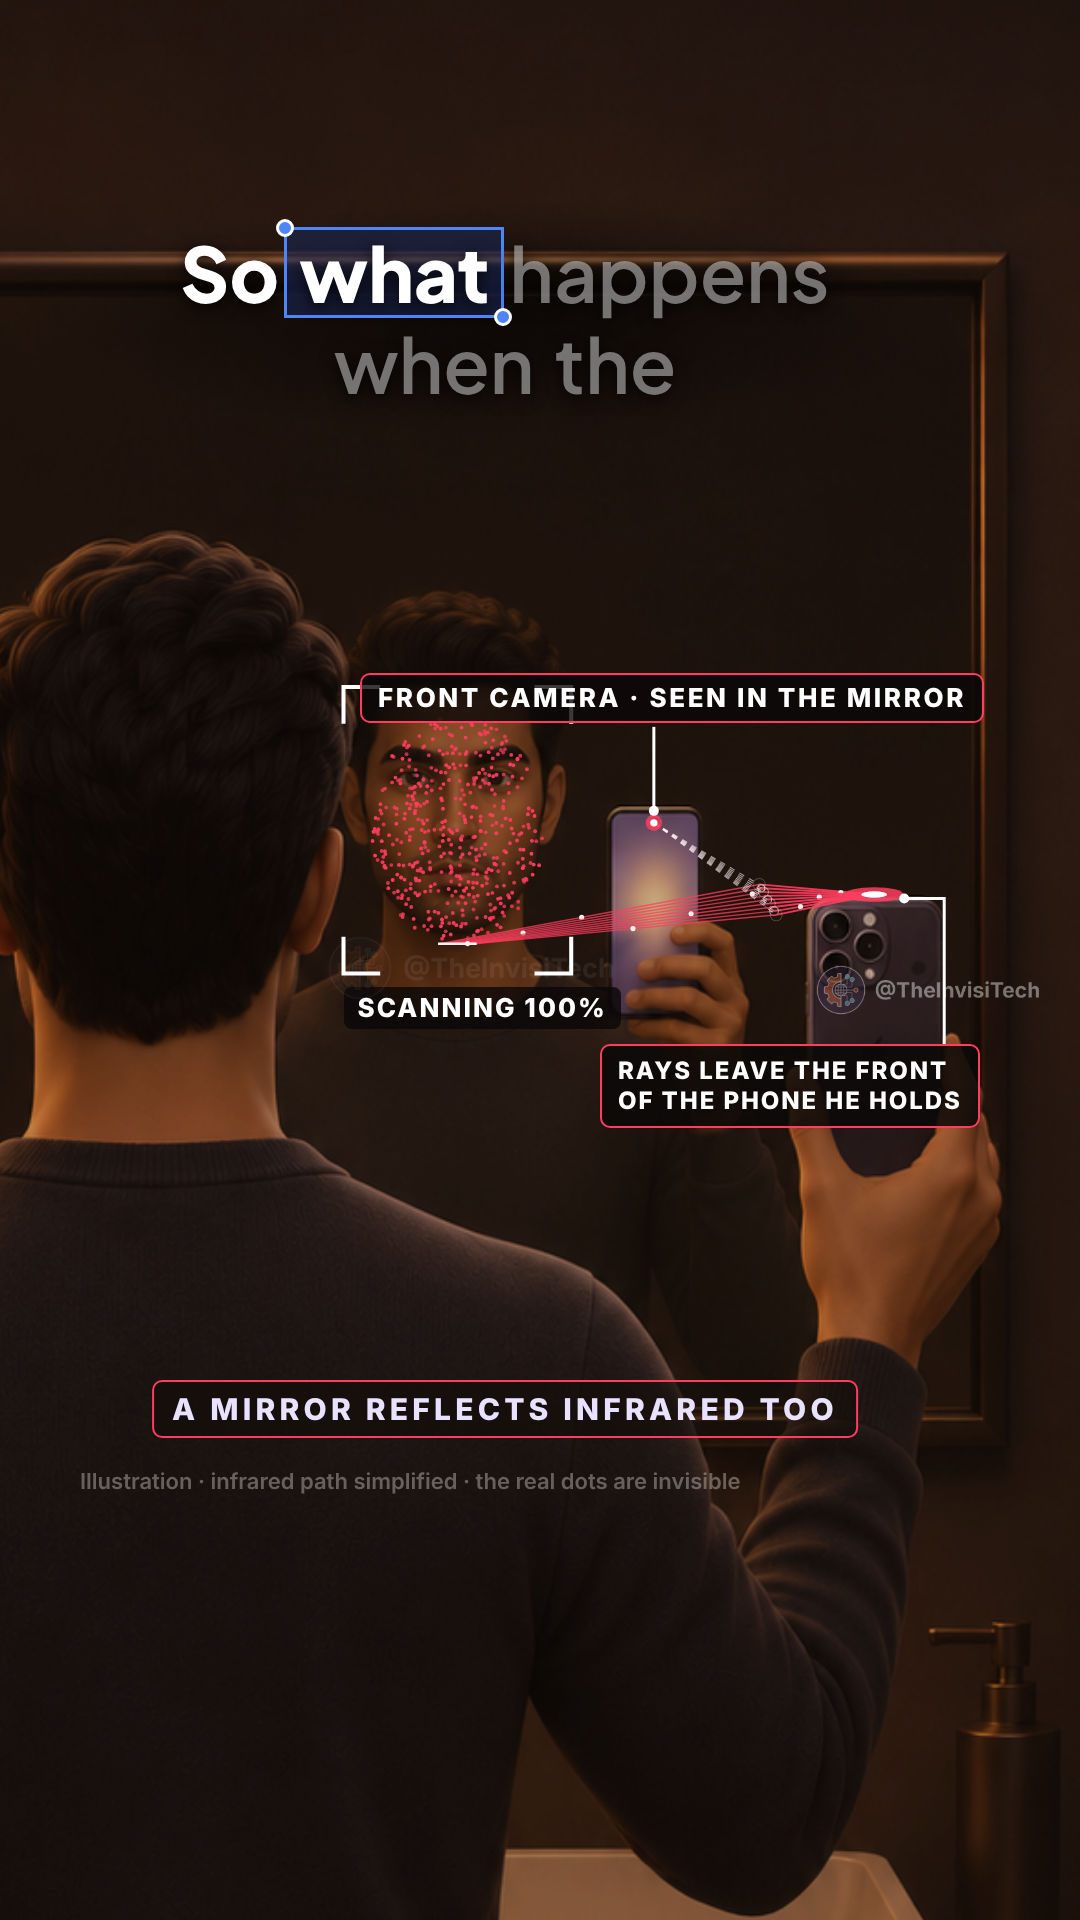 So what happens
when the
FRONT CAMERA · SEEN IN THE MIRROR
@TheInvisiTech
SCANNING 100%
@TheInvisiTech
RAYS LEAVE THE FRONT
OF THE PHONE HE HOLDS
A MIRROR REFLECTS INFRARED TOO
Illustration · infrared path simplified · the real dots are invisible